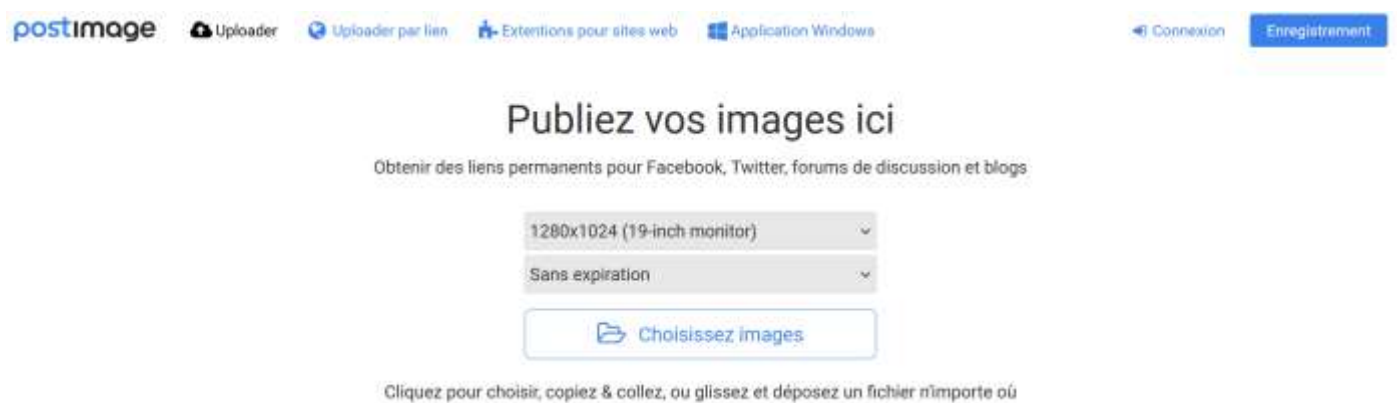 postimage Uploader Uploader par lien Extentions pour sites web Application Windows Connexion Enregistrement
Publiez vos images ici
Obtenir des liens permanents pour Facebook, Twitter, forums de discussion et blogs
1280x1024 (19-inch monitor)
Sans expiration
Choisissez images
Cliquez pour choisir, copiez & collez, ou glissez et déposez un fichier n'importe où